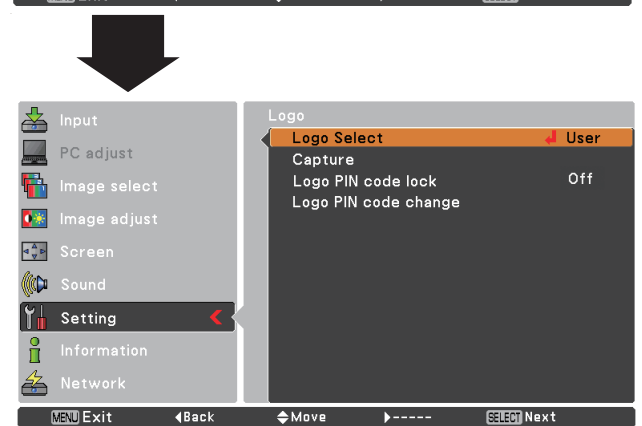 Input
PC adjust
Image select
Image adjust
Screen
Sound
Setting
Information
Network
Logo
Logo Select User
Capture
Logo PIN code lock Off
Logo PIN code change
MENU Exit Back Move ----- SELECT Next